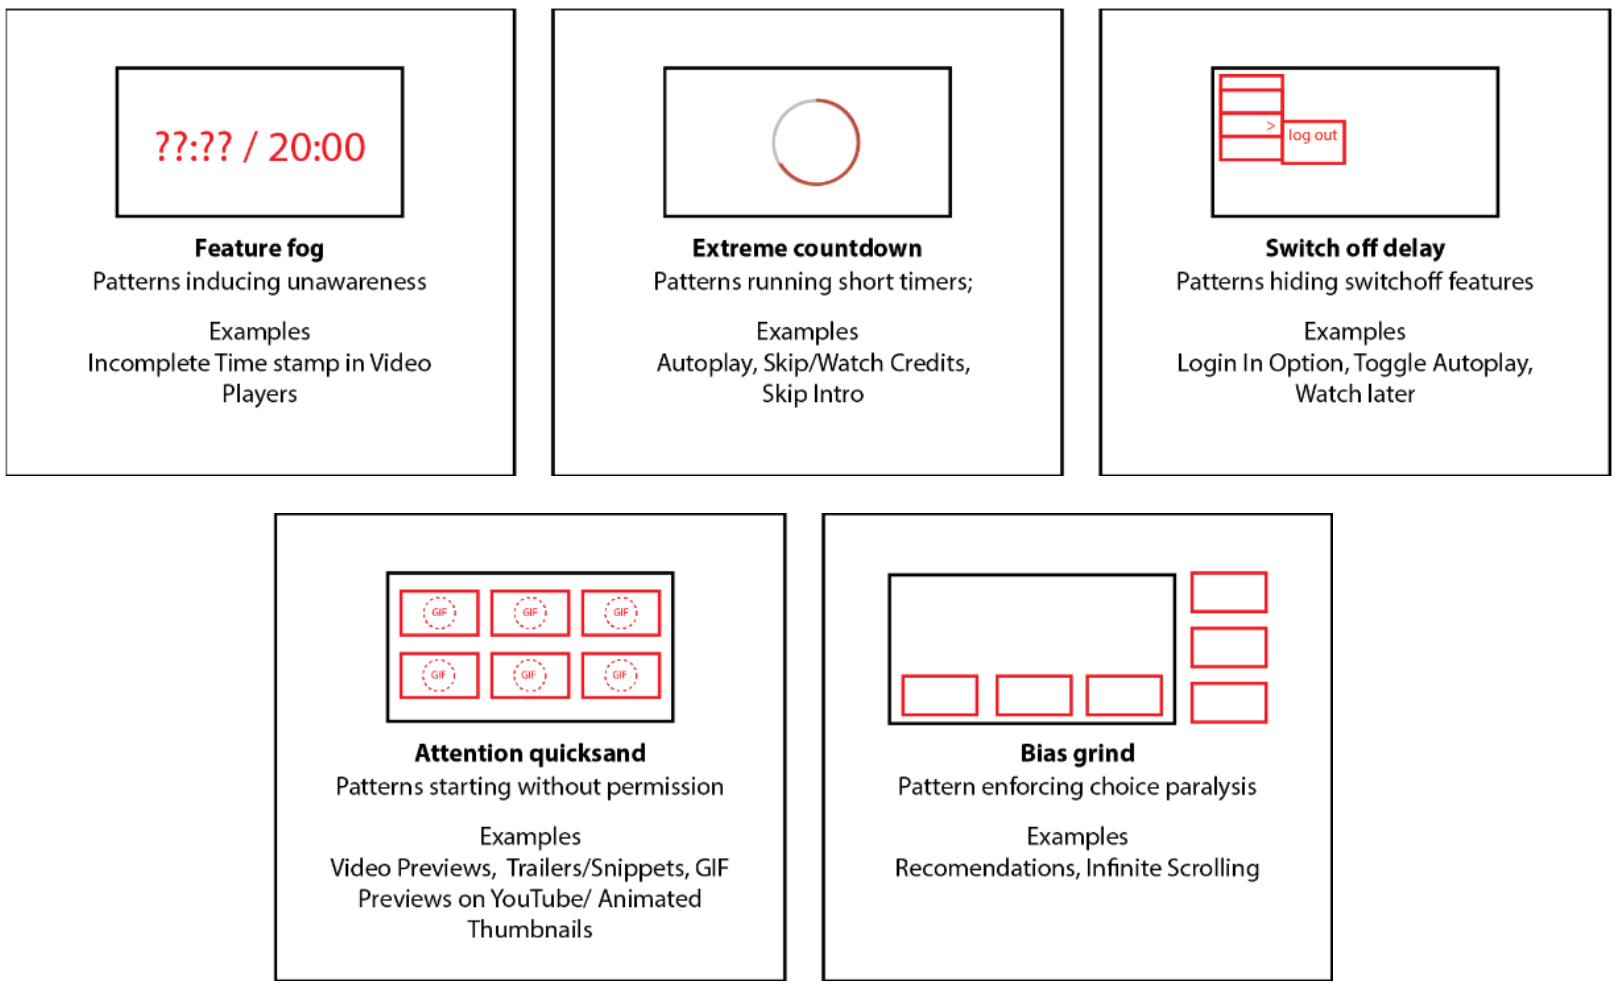 ??:?? / 20:00
Feature fog
Patterns inducing unawareness
Examples
Incomplete Time stamp in Video
Players
Extreme countdown
Patterns running short timers;
Examples
Autoplay, Skip/Watch Credits,
Skip Intro
>
log out
Switch off delay
Patterns hiding switchoff features
Examples
Login In Option, Toggle Autoplay,
Watch later
GIF GIF GIF
GIF GIF GIF
Attention quicksand
Patterns starting without permission
Examples
Video Previews, Trailers/Snippets, GIF
Previews on YouTube/ Animated
Thumbnails
Bias grind
Pattern enforcing choice paralysis
Examples
Recomendations, Infinite Scrolling